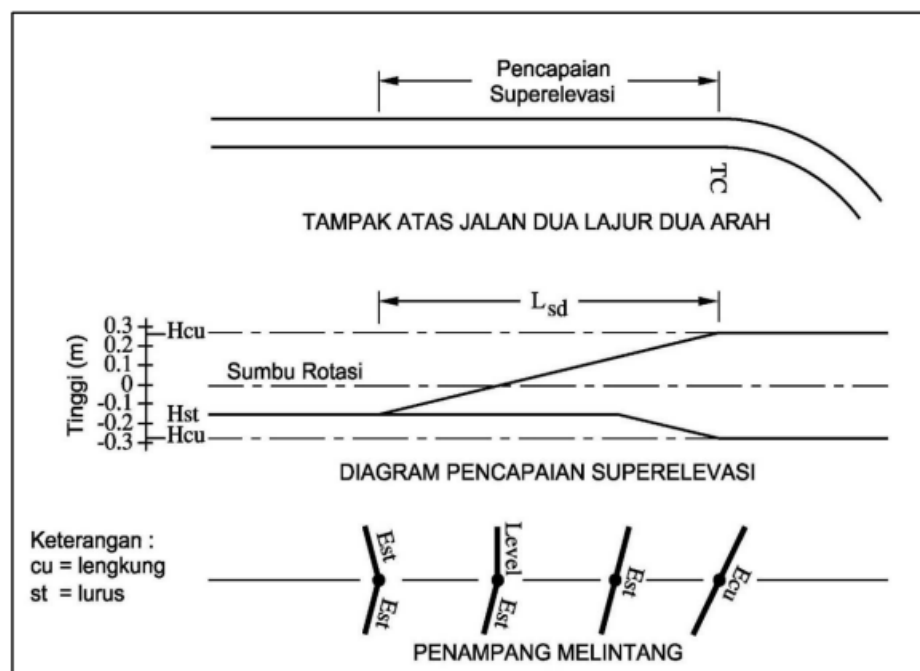 Pencapaian
Superelevasi
TC
TAMPAK ATAS JALAN DUA LAJUR DUA ARAH
Lsd
Tinggi (m)
0.3
0.2
0.1
0
-0.1
-0.2
-0.3
Hcu
Sumbu Rotasi
Hst
Hcu
DIAGRAM PENCAPAIAN SUPERELEVASI
Keterangan :
cu = lengkung
st = lurus
Est
Est
Level
Est
Est
Ecu
PENAMPANG MELINTANG